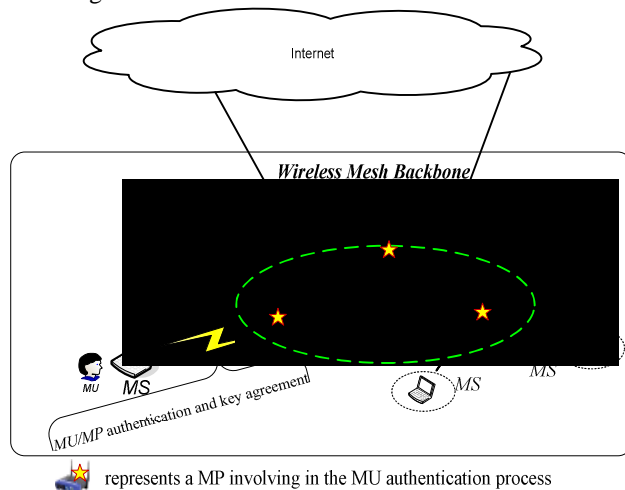 Internet
Wireless Mesh Backbone
MS
MU
MS
MS
MU/MP authentication and key agreement
represents a MP involving in the MU authentication process